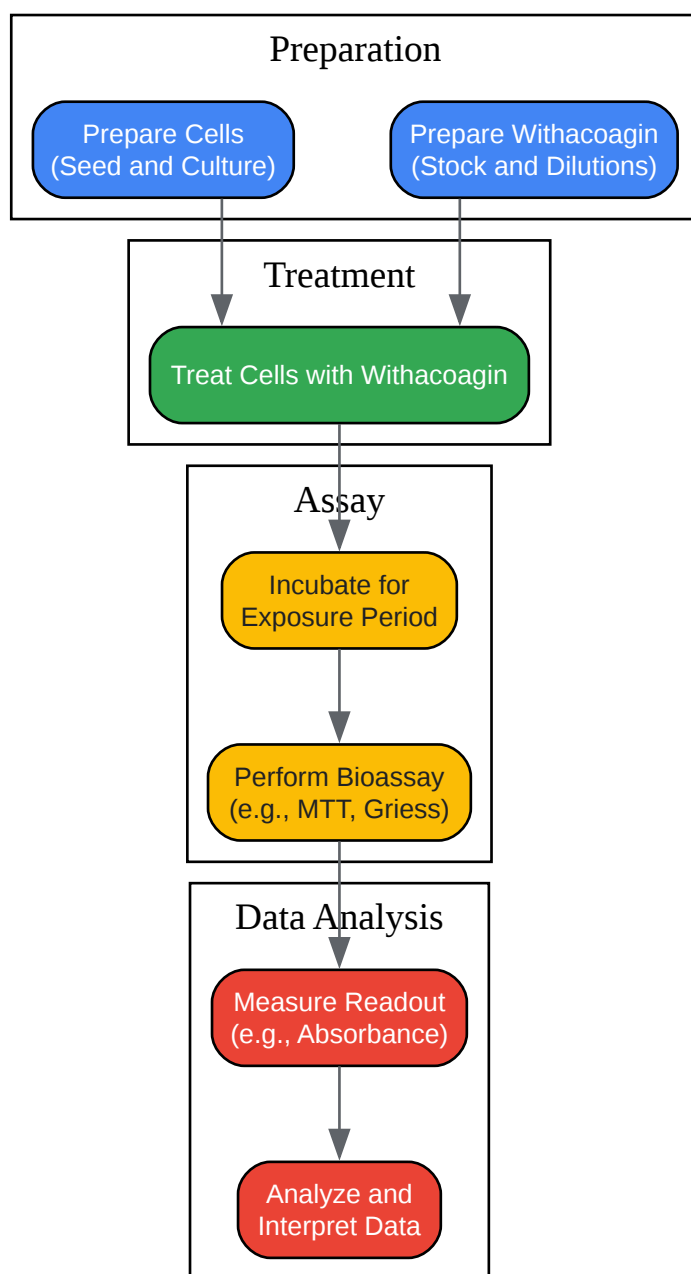 Preparation
Prepare Cells
(Seed and Culture)
Prepare Withacoagin
(Stock and Dilutions)
Treatment
Treat Cells with Withacoagin
Assay
Incubate for
Exposure Period
Perform Bioassay
(e.g., MTT, Griess)
Data Analysis
Measure Readout
(e.g., Absorbance)
Analyze and
Interpret Data